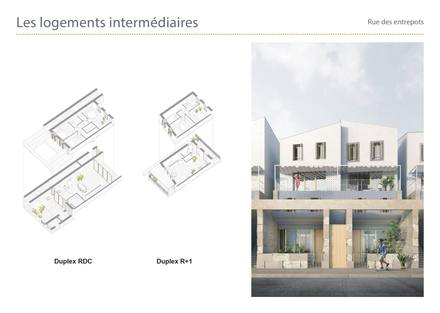 Les logements intermédiaires
Rue des entrepots
Duplex RDC
Duplex R+1